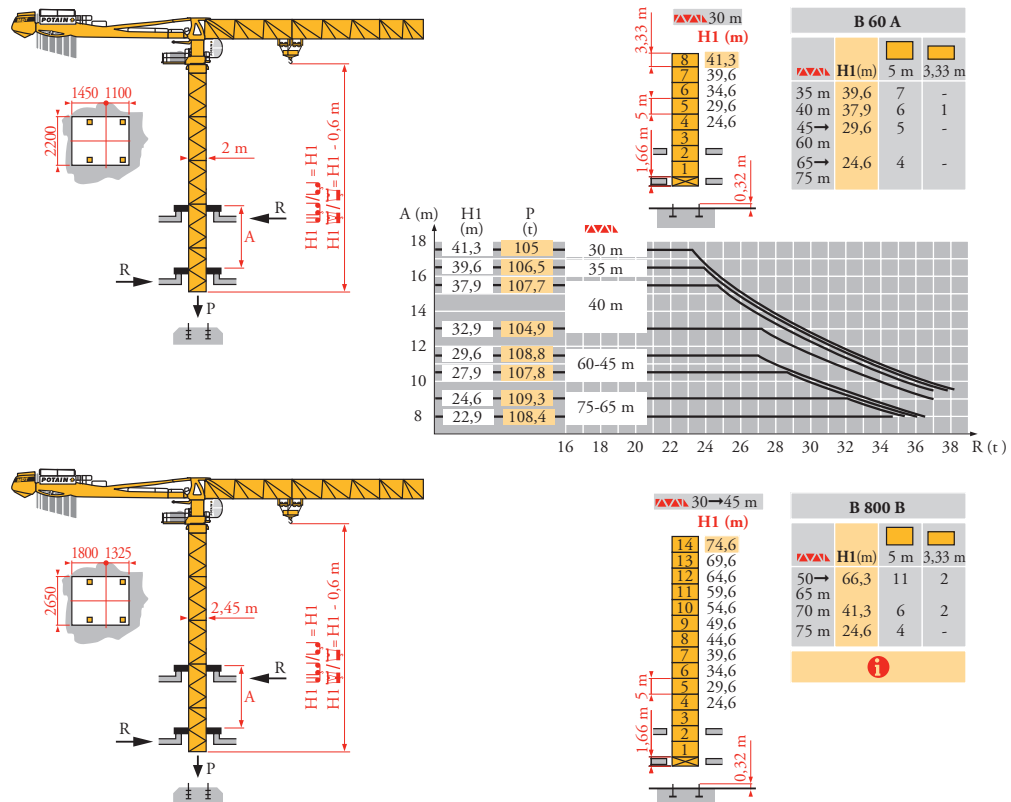 POTAIN
1450 1100
2200
2 m
R
A
R
P
H1 = H1
H1 = H1 - 0,6 m
30 m
H1 (m)
3,33 m
8 41,3
7 39,6
6 34,6
5 29,6
4 24,6
3
2
1
5 m
1,66 m
0,32 m
B 60 A
H1(m) 5 m 3,33 m
35 m 39,6 7 -
40 m 37,9 6 1
45→ 29,6 5 -
60 m
65→ 24,6 4 -
75 m
A (m) H1 P
(m) (t)
18
41,3 105 30 m
39,6 106,5 35 m
16
37,9 107,7
40 m
14
32,9 104,9
12
29,6 108,8
60-45 m
27,9 107,8
10
24,6 109,3
75-65 m
8 22,9 108,4
16 18 20 22 24 26 28 30 32 34 36 38 R (t )
POTAIN
1800 1325
2650
2,45 m
R
A
R
P
H1 = H1
H1 = H1 - 0,6 m
30→45 m
H1 (m)
14 74,6
13 69,6
12 64,6
11 59,6
10 54,6
9 49,6
8 44,6
7 39,6
6 34,6
5 29,6
4 24,6
3
2
1
5 m
1,66 m
0,32 m
B 800 B
H1(m) 5 m 3,33 m
50→ 66,3 11 2
65 m
70 m 41,3 6 2
75 m 24,6 4 -
i